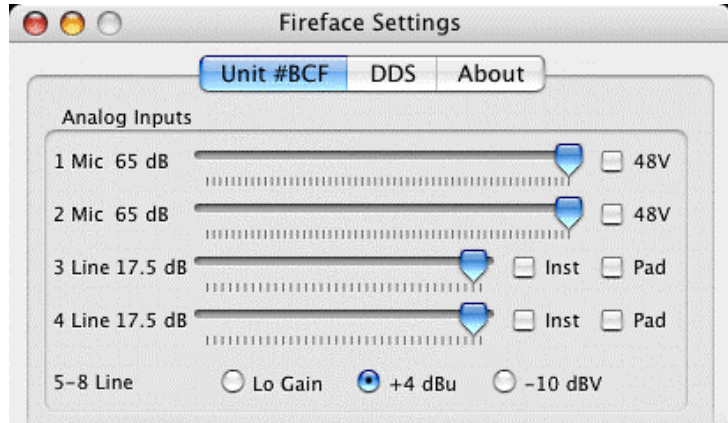 Fireface Settings
Unit #BCF DDS About
Analog Inputs
1 Mic 65 dB 48V
2 Mic 65 dB 48V
3 Line 17.5 dB Inst Pad
4 Line 17.5 dB Inst Pad
5-8 Line Lo Gain +4 dBu -10 dBV